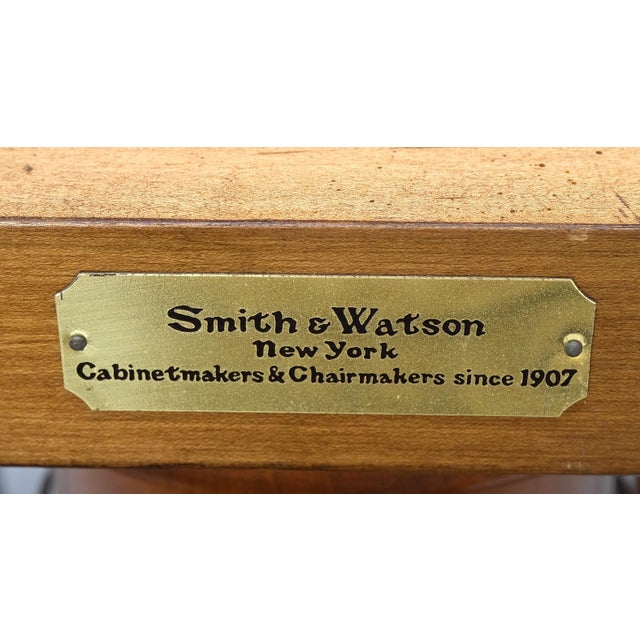 Smith & Watson
New York
Cabinetmakers & Chairmakers since 1907